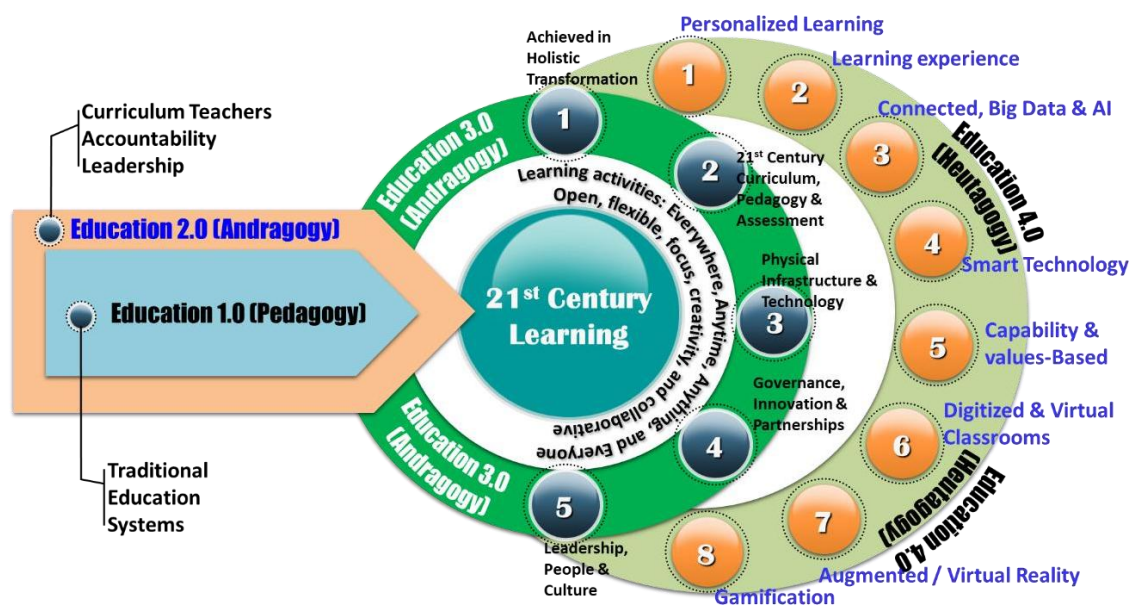 Curriculum Teachers
Accountability
Leadership
Education 2.0 (Andragogy)
Education 1.0 (Pedagogy)
Traditional
Education
Systems
Education 3.0
(Andragogy)
Education 3.0
(Andragogy)
21st Century
Learning
Learning activities: Everywhere, Anytime, Anything, and Everyone
Open, flexible, focus, creativity, and collaborative
1
Achieved in
Holistic
Transformation
2
21st Century
Curriculum,
Pedagogy &
Assessment
3
Physical
Infrastructure &
Technology
4
Governance,
Innovation &
Partnerships
5
Leadership,
People &
Culture
Education 4.0
(Heutagogy)
1
Personalized Learning
2
Learning experience
3
Connected, Big Data & AI
4
Smart Technology
5
Capability &
values-Based
6
Digitized & Virtual
Classrooms
7
Augmented / Virtual Reality
8
Gamification
Education 4.0
(Heutagogy)